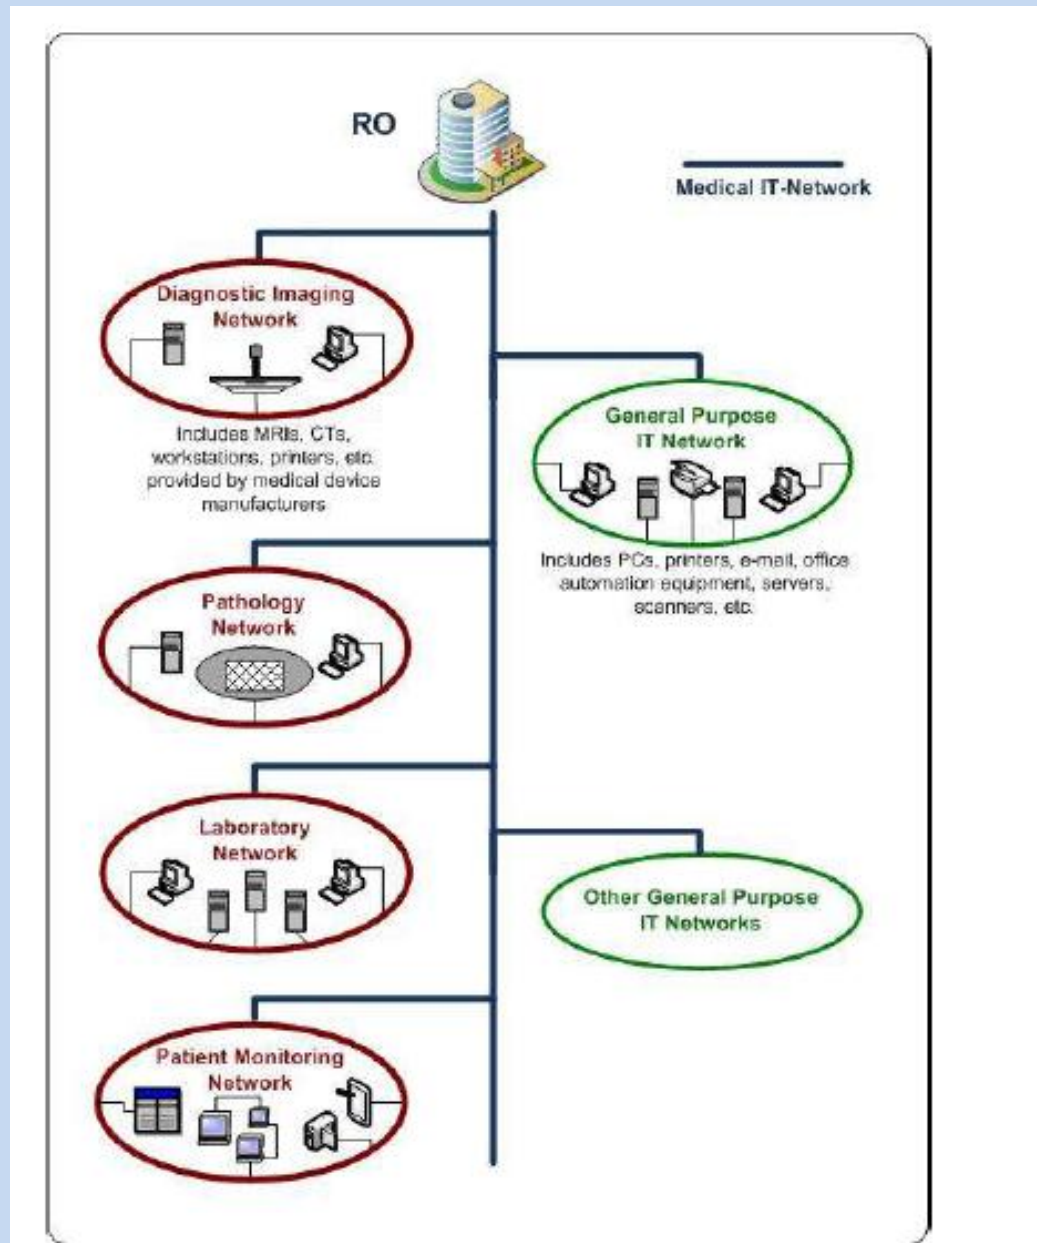 RO
Medical IT-Network
Diagnostic Imaging
Network
Includes MRIs, CTs,
workstations, printers, etc.
provided by medical device
manufacturers
General Purpose
IT Network
Includes PCs, printers, e-mail, office
automation equipment, servers,
scanners, etc.
Pathology
Network
Laboratory
Network
Other General Purpose
IT Networks
Patient Monitoring
Network